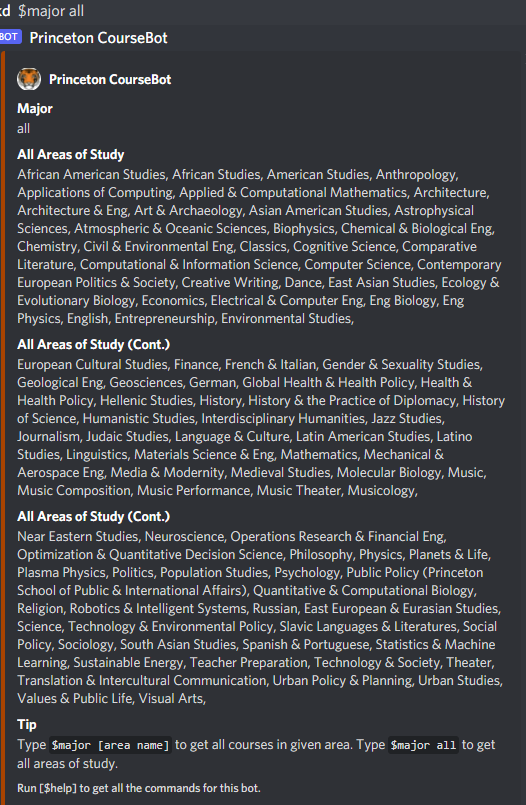 $major all
BOT Princeton CourseBot
Princeton CourseBot
Major
all
All Areas of Study
African American Studies, African Studies, American Studies, Anthropology,
Applications of Computing, Applied & Computational Mathematics, Architecture,
Architecture & Eng, Art & Archaeology, Asian American Studies, Astrophysical
Sciences, Atmospheric & Oceanic Sciences, Biophysics, Chemical & Biological Eng,
Chemistry, Civil & Environmental Eng, Classics, Cognitive Science, Comparative
Literature, Computational & Information Science, Computer Science, Contemporary
European Politics & Society, Creative Writing, Dance, East Asian Studies, Ecology &
Evolutionary Biology, Economics, Electrical & Computer Eng, Eng Biology, Eng
Physics, English, Entrepreneurship, Environmental Studies,
All Areas of Study (Cont.)
European Cultural Studies, Finance, French & Italian, Gender & Sexuality Studies,
Geological Eng, Geosciences, German, Global Health & Health Policy, Health &
Health Policy, Hellenic Studies, History, History & the Practice of Diplomacy, History
of Science, Humanistic Studies, Interdisciplinary Humanities, Jazz Studies,
Journalism, Judaic Studies, Language & Culture, Latin American Studies, Latino
Studies, Linguistics, Materials Science & Eng, Mathematics, Mechanical &
Aerospace Eng, Media & Modernity, Medieval Studies, Molecular Biology, Music,
Music Composition, Music Performance, Music Theater, Musicology,
All Areas of Study (Cont.)
Near Eastern Studies, Neuroscience, Operations Research & Financial Eng,
Optimization & Quantitative Decision Science, Philosophy, Physics, Planets & Life,
Plasma Physics, Politics, Population Studies, Psychology, Public Policy (Princeton
School of Public & International Affairs), Quantitative & Computational Biology,
Religion, Robotics & Intelligent Systems, Russian, East European & Eurasian Studies,
Science, Technology & Environmental Policy, Slavic Languages & Literatures, Social
Policy, Sociology, South Asian Studies, Spanish & Portuguese, Statistics & Machine
Learning, Sustainable Energy, Teacher Preparation, Technology & Society, Theater,
Translation & Intercultural Communication, Urban Policy & Planning, Urban Studies,
Values & Public Life, Visual Arts,
Tip
Type $major [area name] to get all courses in given area. Type $major all to get
all areas of study.
Run [$help] to get all the commands for this bot.